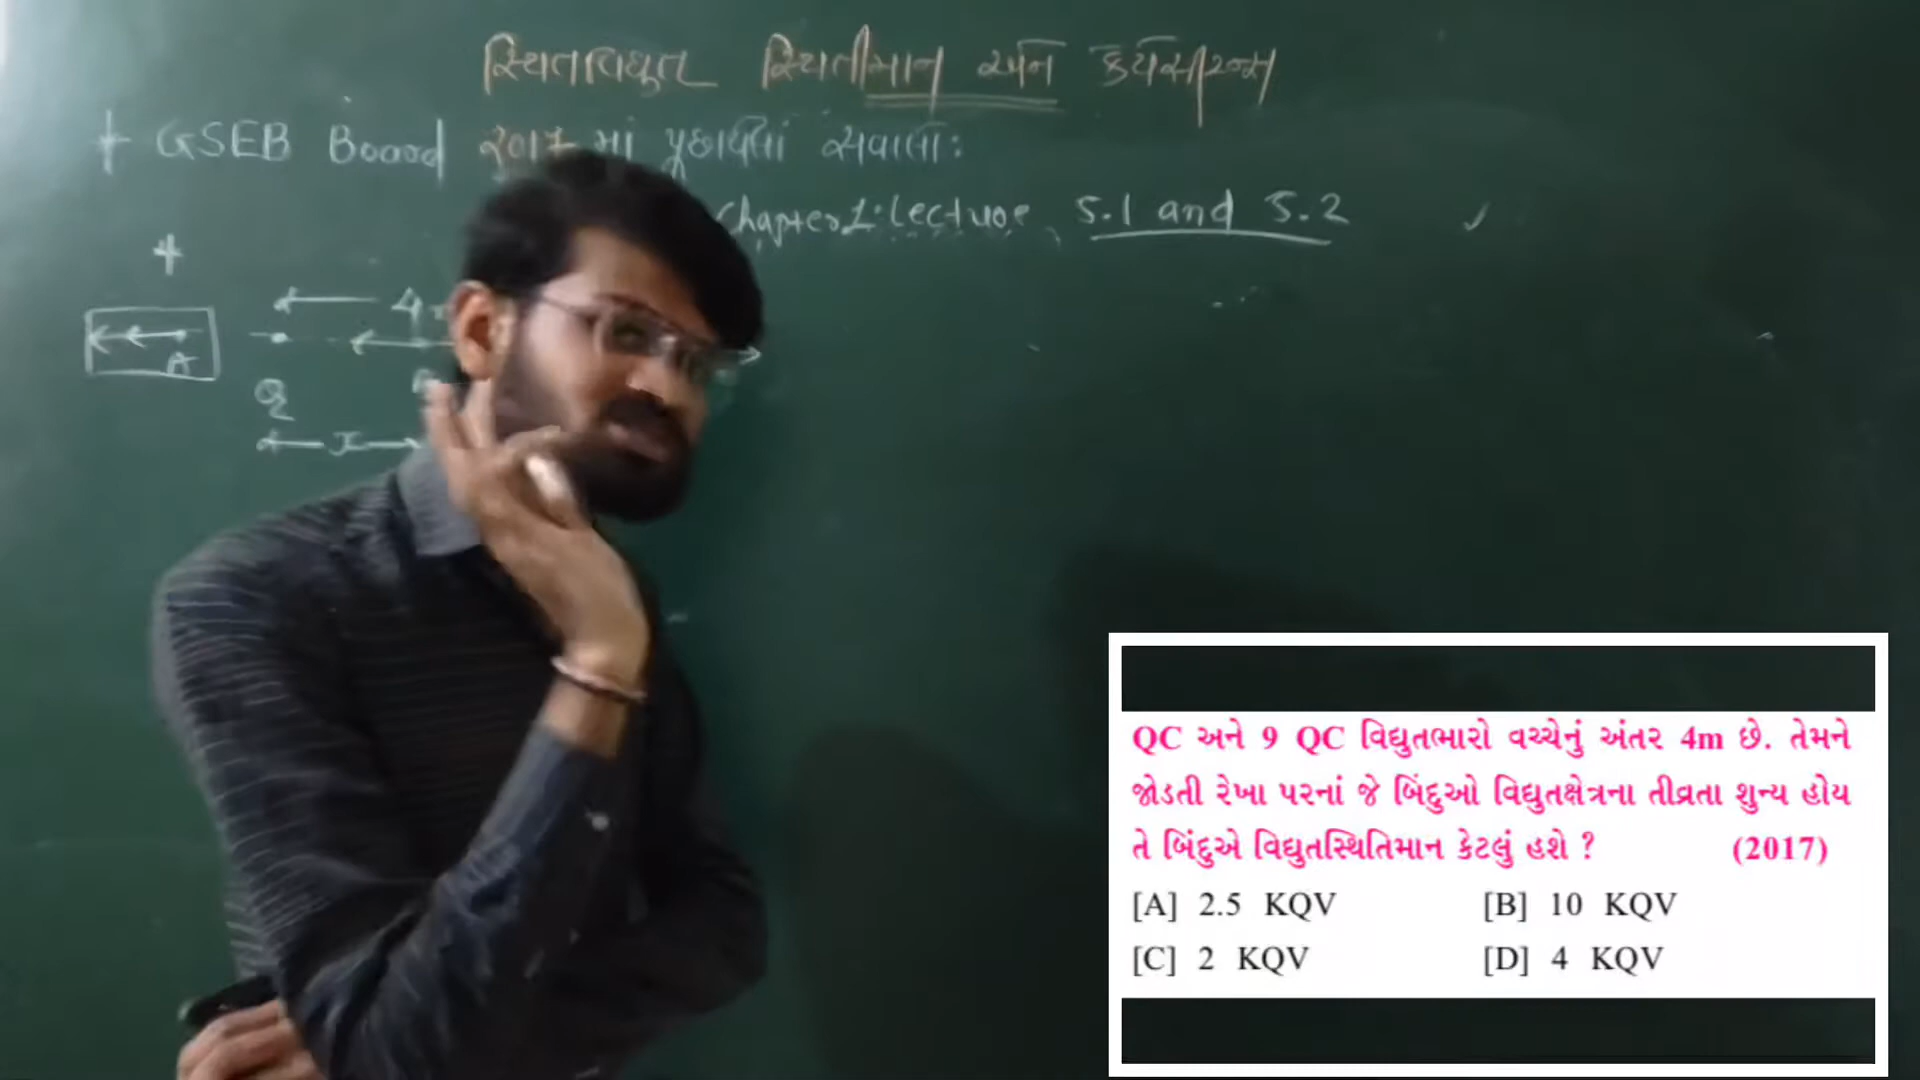 સ્થિતવિદ્યુત સ્થિતીમાન અને કેપેસીટન્સ
+ GSEB Board 2017 માં પુછાયેલા સવાલો:
Chapter 2: Lecture 5.1 and 5.2 ✓
+
4
A
Q
x
QC અને 9 QC વિદ્યુતભારો વચ્ચેનું અંતર 4m છે. તેમને
જોડતી રેખા પરનાં જે બિંદુઓ વિદ્યુતક્ષેત્રના તીવ્રતા શુન્ય હોય
તે બિંદુએ વિદ્યુતસ્થિતિમાન કેટલું હશે ? (2017)
[A] 2.5 KQV [B] 10 KQV
[C] 2 KQV [D] 4 KQV